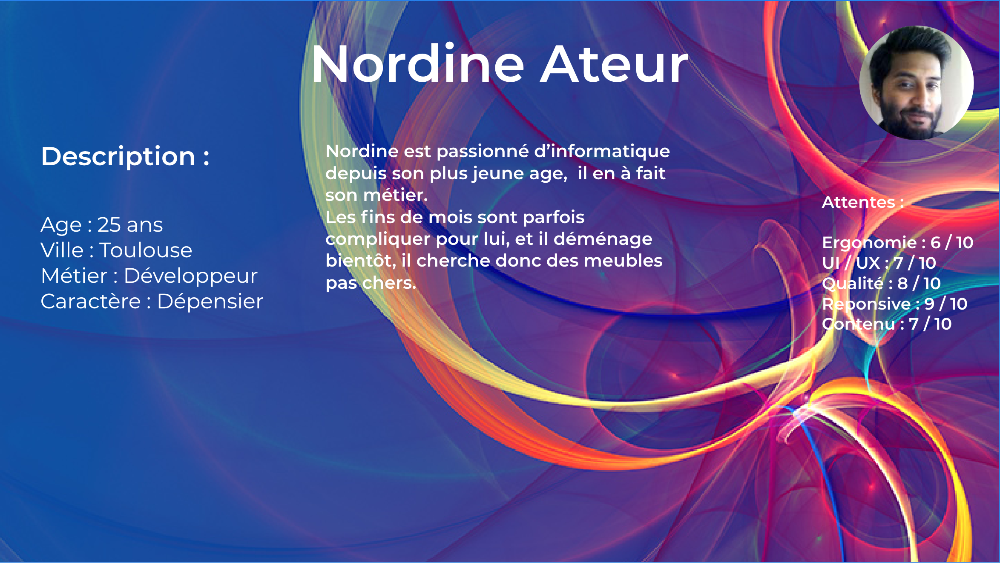 Nordine Ateur
Description :
Age : 25 ans
Ville : Toulouse
Métier : Développeur
Caractère : Dépensier
Nordine est passionné d’informatique
depuis son plus jeune age,  il en à fait
son métier.
Les fins de mois sont parfois
compliquer pour lui, et il déménage
bientôt, il cherche donc des meubles
pas chers.
Attentes :
Ergonomie : 6 / 10
UI / UX : 7 / 10
Qualité : 8 / 10
Reponsive : 9 / 10
Contenu : 7 / 10